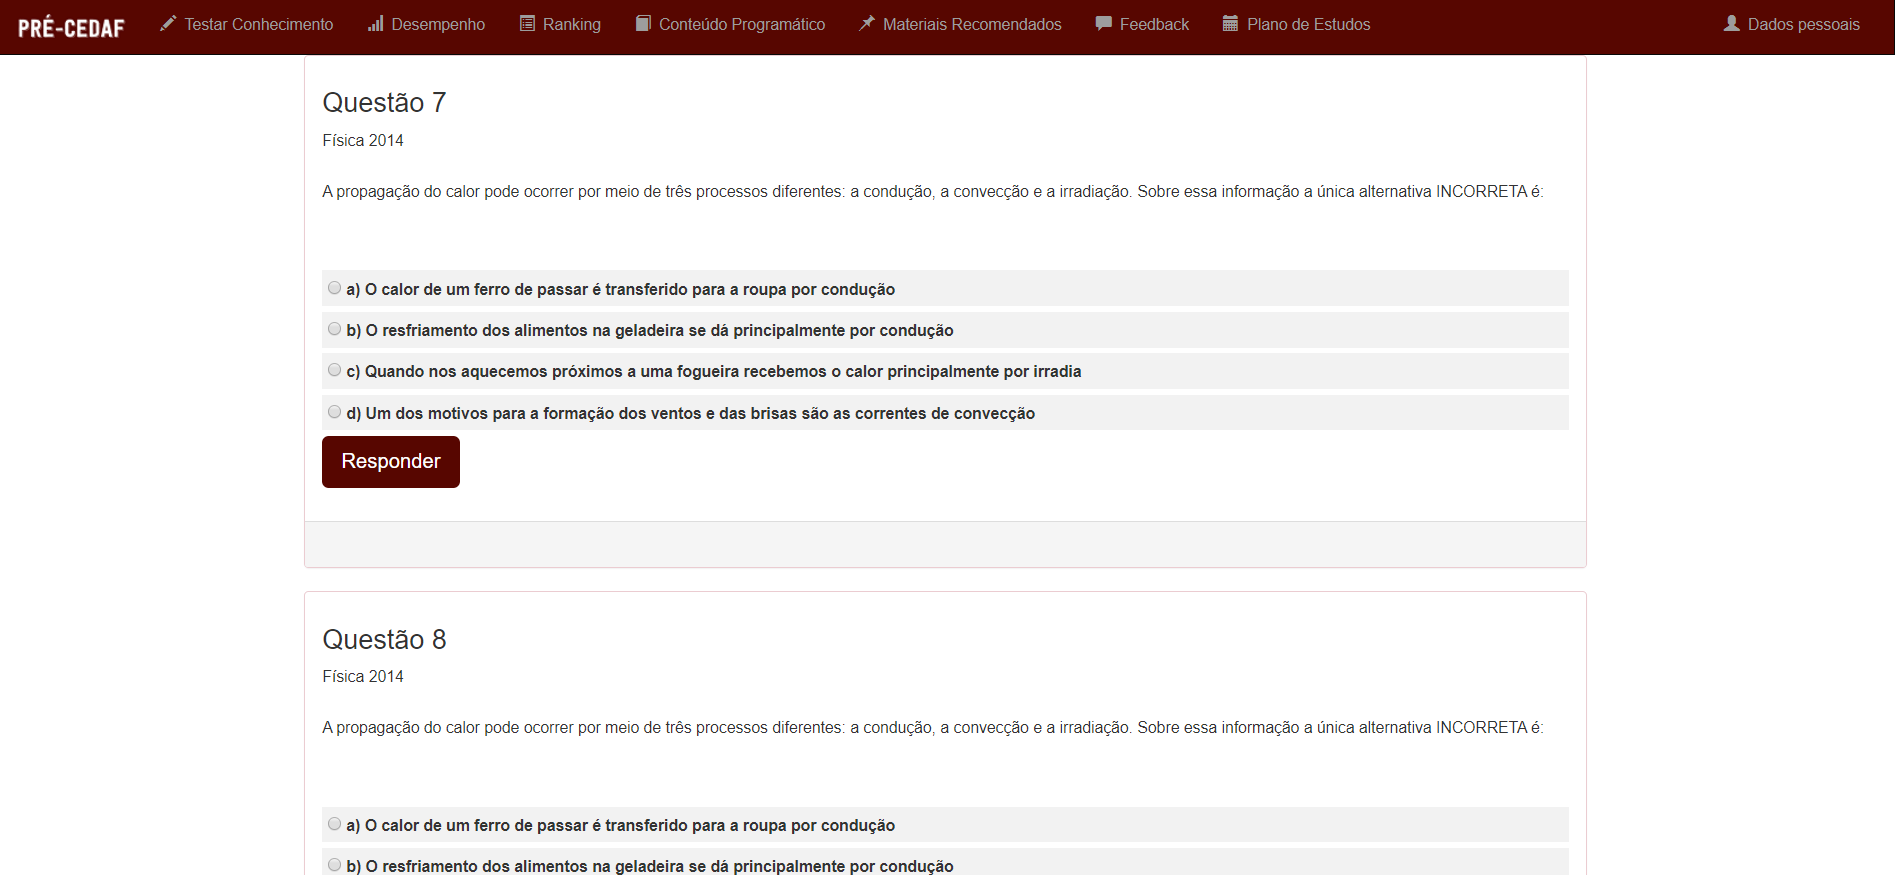 PRÉ-CEDAF Testar Conhecimento Desempenho Ranking Conteúdo Programático Materiais Recomendados Feedback Plano de Estudos Dados pessoais
Questão 7
Física 2014
A propagação do calor pode ocorrer por meio de três processos diferentes: a condução, a convecção e a irradiação. Sobre essa informação a única alternativa INCORRETA é:
a) O calor de um ferro de passar é transferido para a roupa por condução
b) O resfriamento dos alimentos na geladeira se dá principalmente por condução
c) Quando nos aquecemos próximos a uma fogueira recebemos o calor principalmente por irradia
d) Um dos motivos para a formação dos ventos e das brisas são as correntes de convecção
Responder
Questão 8
Física 2014
A propagação do calor pode ocorrer por meio de três processos diferentes: a condução, a convecção e a irradiação. Sobre essa informação a única alternativa INCORRETA é:
a) O calor de um ferro de passar é transferido para a roupa por condução
b) O resfriamento dos alimentos na geladeira se dá principalmente por condução